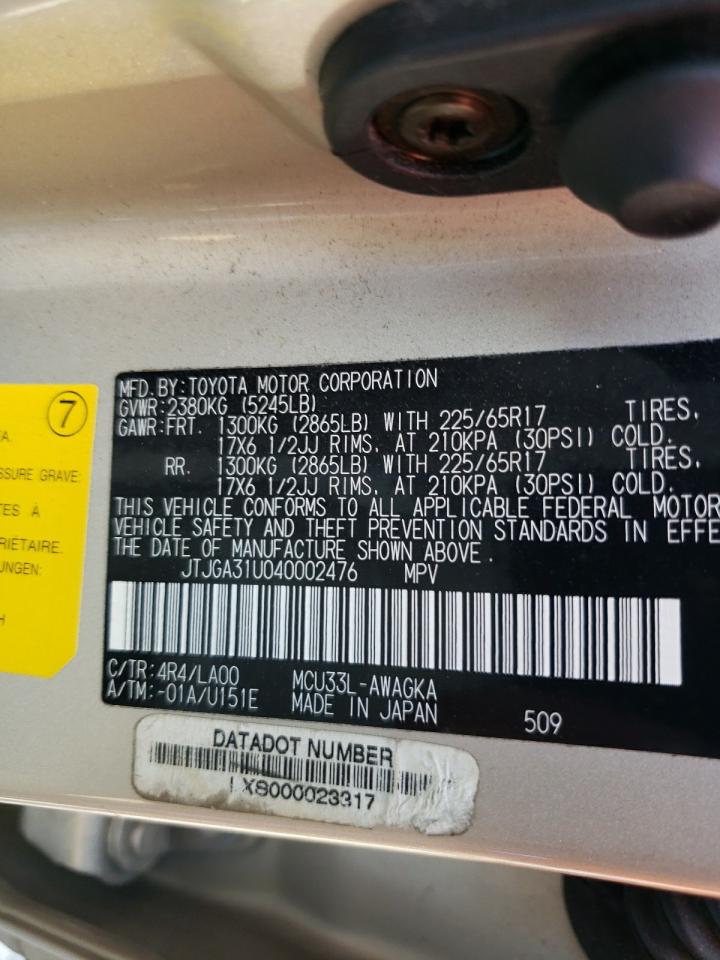 7
TA.
ESSURE GRAVE:
TES À
RIÉTAIRE.
UNGEN:
H
MFD. BY: TOYOTA MOTOR CORPORATION
GVWR: 2380KG (5245LB)
GAWR: FRT. 1300KG (2865LB) WITH 225/65R17 TIRES,
17X6 1/2JJ RIMS, AT 210KPA (30PSI) COLD.
RR. 1300KG (2865LB) WITH 225/65R17 TIRES,
17X6 1/2JJ RIMS, AT 210KPA (30PSI) COLD.
THIS VEHICLE CONFORMS TO ALL APPLICABLE FEDERAL MOTOR
VEHICLE SAFETY AND THEFT PREVENTION STANDARDS IN EFFE
THE DATE OF MANUFACTURE SHOWN ABOVE.
JTJGA31U040002476 MPV
C/TR: 4R4/LA00 MCU33L-AWAGKA
A/TM: -01A/U151E MADE IN JAPAN 509
DATADOT NUMBER
LXS000023317